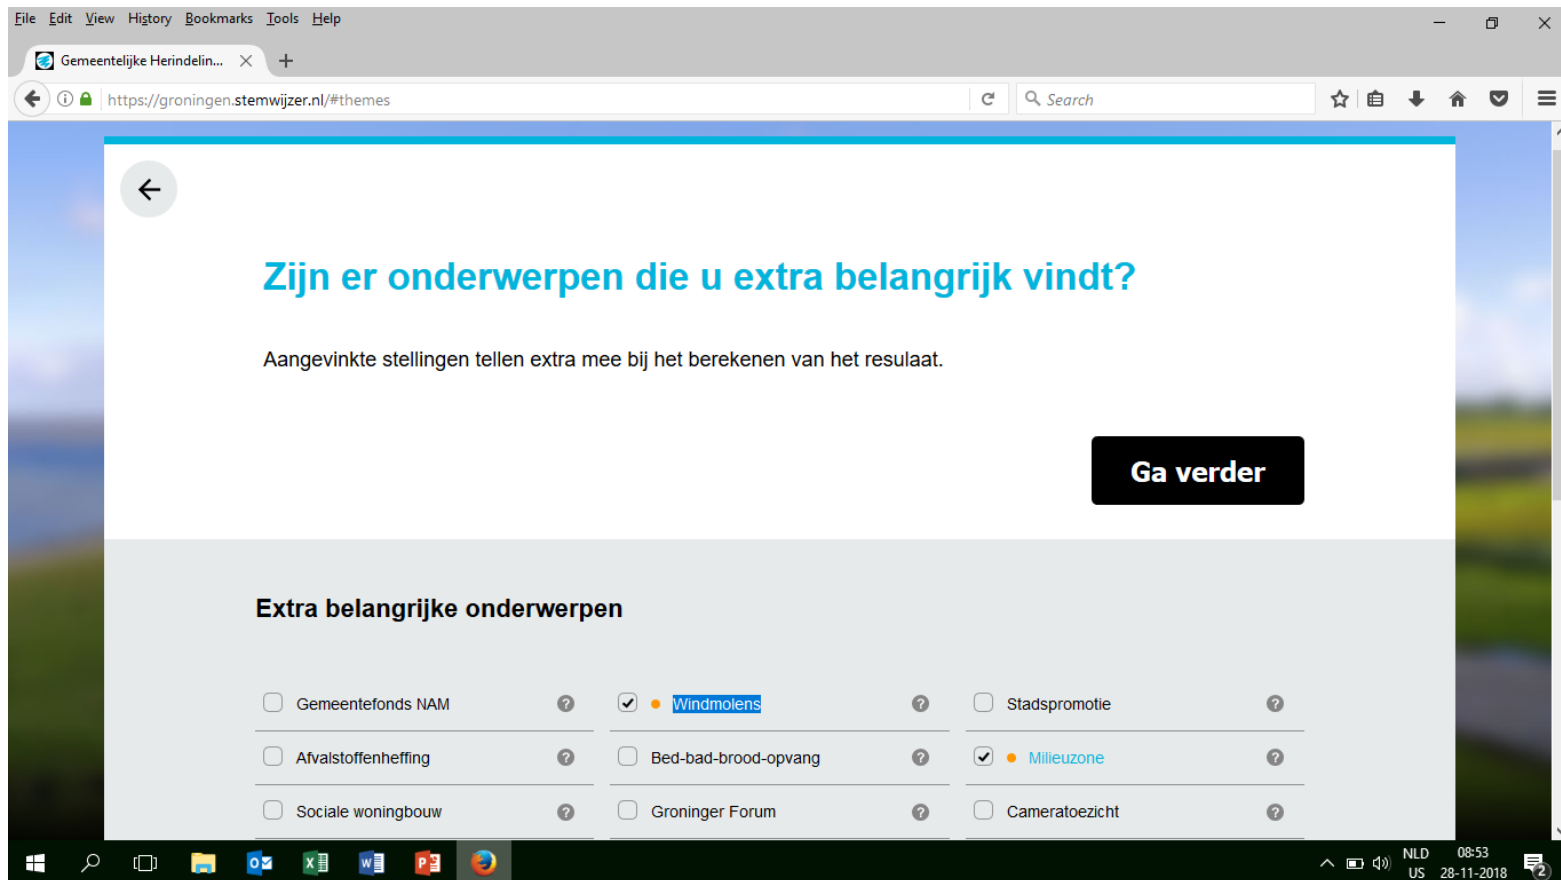 File Edit View History Bookmarks Tools Help
Gemeentelijke Herindelin...
https://groningen.stemwijzer.nl/#themes
Search
Zijn er onderwerpen die u extra belangrijk vindt?
Aangevinkte stellingen tellen extra mee bij het berekenen van het resulaat.
Ga verder
Extra belangrijke onderwerpen
Gemeentefonds NAM ? Windmolens ? Stadspromotie ?
Afvalstoffenheffing ? Bed-bad-brood-opvang ? Milieuzone ?
Sociale woningbouw ? Groninger Forum ? Cameratoezicht ?
NLD 08:53
US 28-11-2018 2